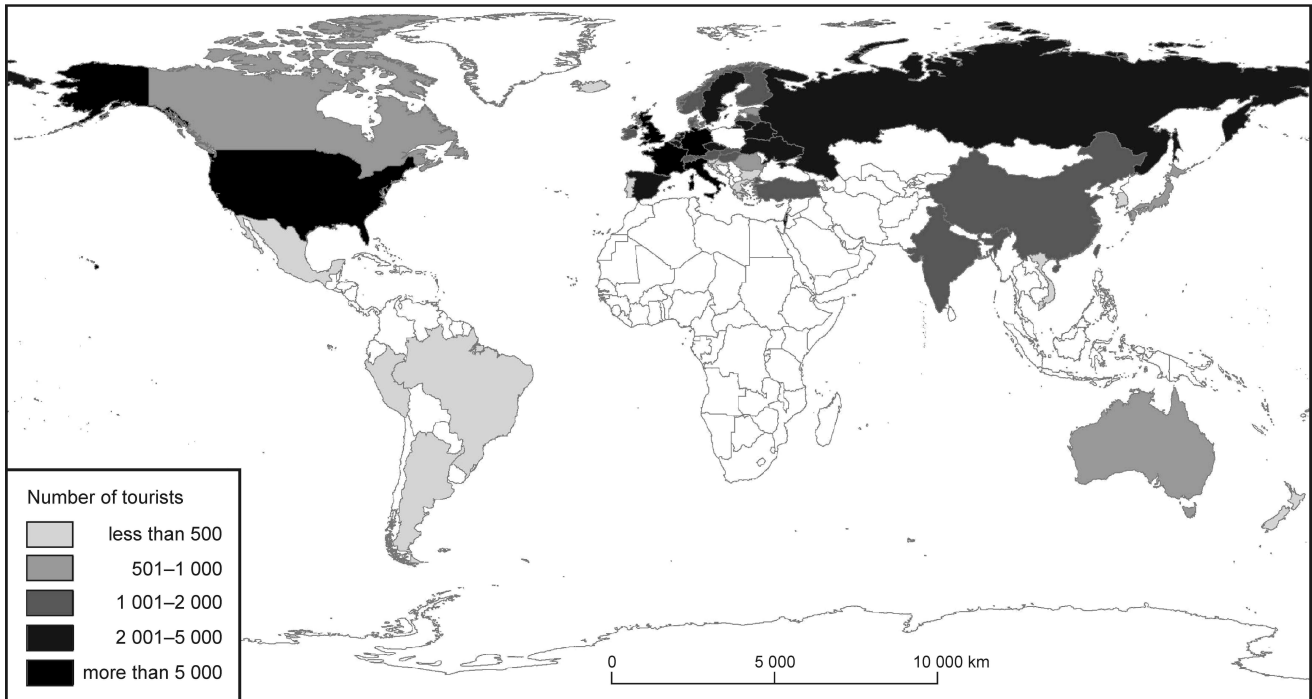 Number of tourists
less than 500
501–1 000
1 001–2 000
2 001–5 000
more than 5 000
0 5 000 10 000 km